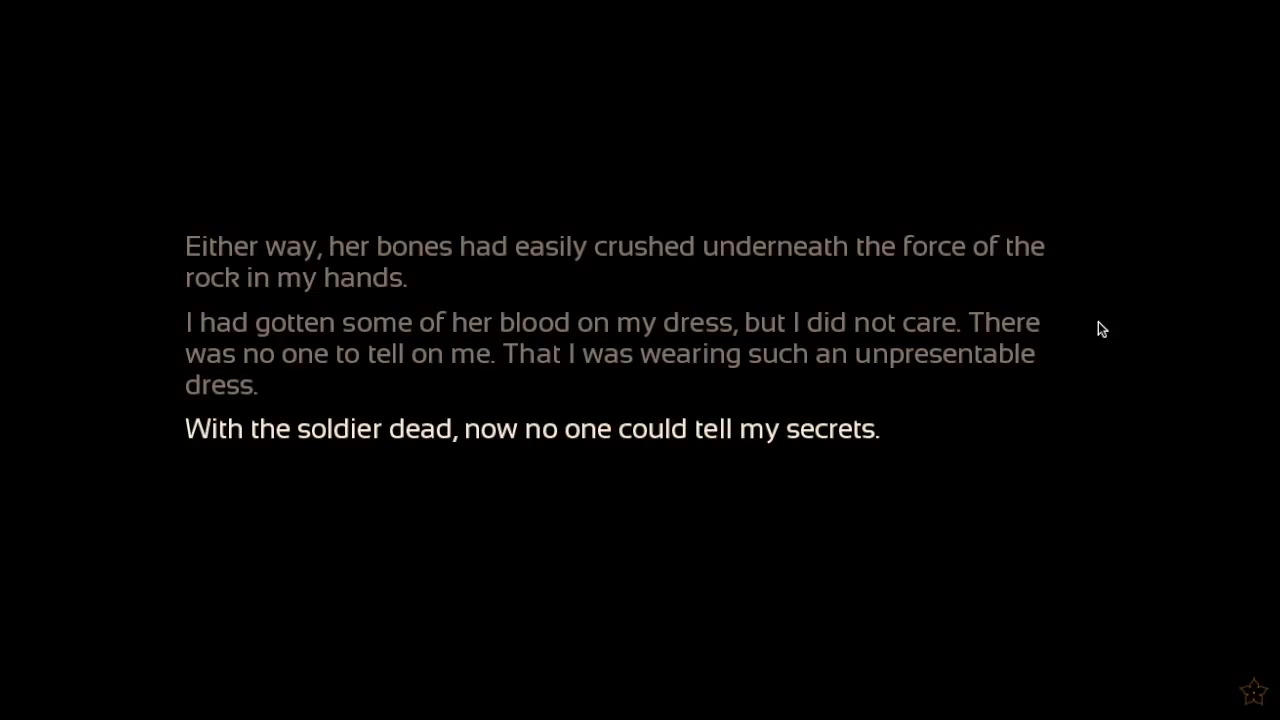 Either way, her bones had easily crushed underneath the force of the
rock in my hands.
I had gotten some of her blood on my dress, but I did not care. There
was no one to tell on me. That I was wearing such an unpresentable
dress.
With the soldier dead, now no one could tell my secrets.